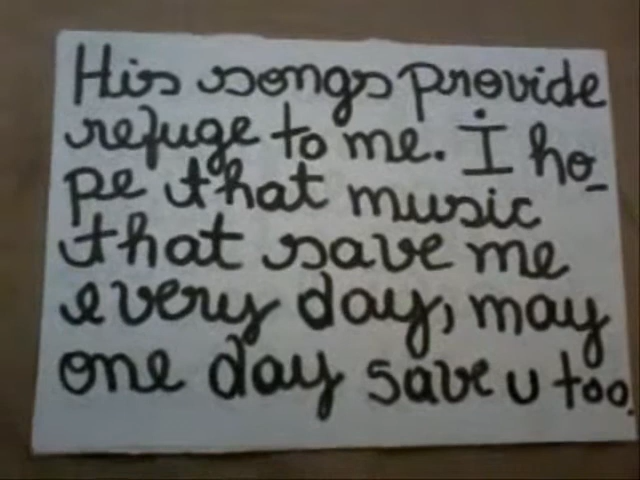 His songs provide
refuge to me. I ho-
pe that music
that save me
every day, may
one day save u too.